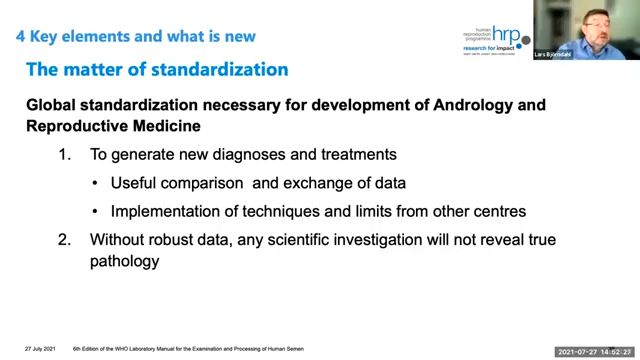 4 Key elements and what is new
human
reproduction
programme
hrp
research for impact
Lars Björndahl
The matter of standardization
Global standardization necessary for development of Andrology and
Reproductive Medicine
1. To generate new diagnoses and treatments
• Useful comparison and exchange of data
• Implementation of techniques and limits from other centres
2. Without robust data, any scientific investigation will not reveal true
pathology
27 July 2021 6th Edition of the WHO Laboratory Manual for the Examination and Processing of Human Semen
2021-07-27 14:52:27